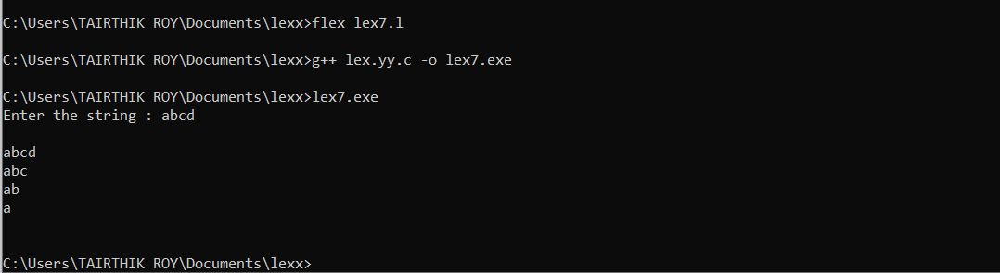 C:\Users\TAIRTHIK ROY\Documents\lexx>flex lex7.l
C:\Users\TAIRTHIK ROY\Documents\lexx>g++ lex.yy.c -o lex7.exe
C:\Users\TAIRTHIK ROY\Documents\lexx>lex7.exe
Enter the string : abcd
abcd
abc
ab
a
C:\Users\TAIRTHIK ROY\Documents\lexx>